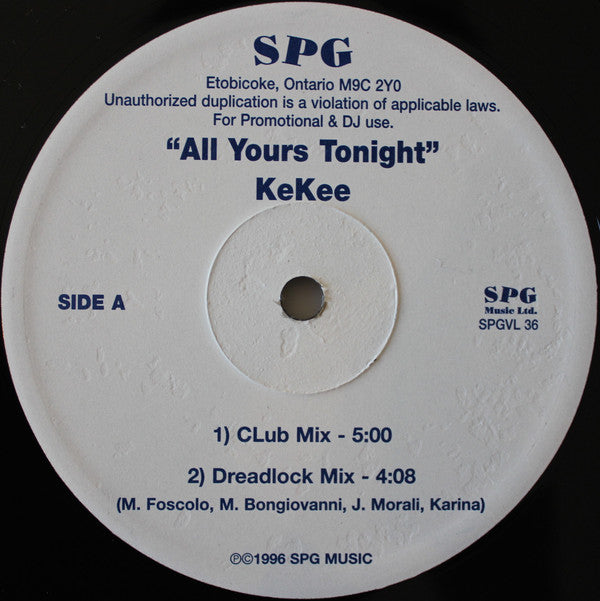 SPG
Etobicoke, Ontario M9C 2Y0
Unauthorized duplication is a violation of applicable laws.
For Promotional & DJ use.
“All Yours Tonight”
KeKee
SIDE A
SPG
Music Ltd.
SPGVL 36
1) CLub Mix - 5:00
2) Dreadlock Mix - 4:08
(M. Foscolo, M. Bongiovanni, J. Morali, Karina)
℗©1996 SPG MUSIC